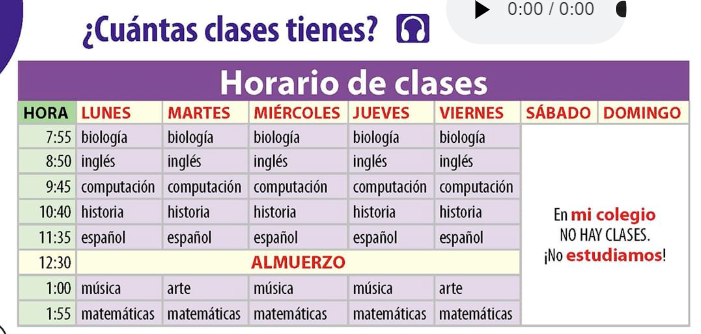 ¿Cuántas clases tienes?
0:00 / 0:00
Horario de clases
HORA LUNES MARTES MIÉRCOLES JUEVES VIERNES SÁBADO DOMINGO
7:55 biología biología biología biología biología
8:50 inglés inglés inglés inglés inglés
9:45 computación computación computación computación computación
10:40 historia historia historia historia historia
11:35 español español español español español
12:30 ALMUERZO
1:00 música arte música música arte
1:55 matemáticas matemáticas matemáticas matemáticas matemáticas
En mi colegio
NO HAY CLASES.
¡No estudiamos!